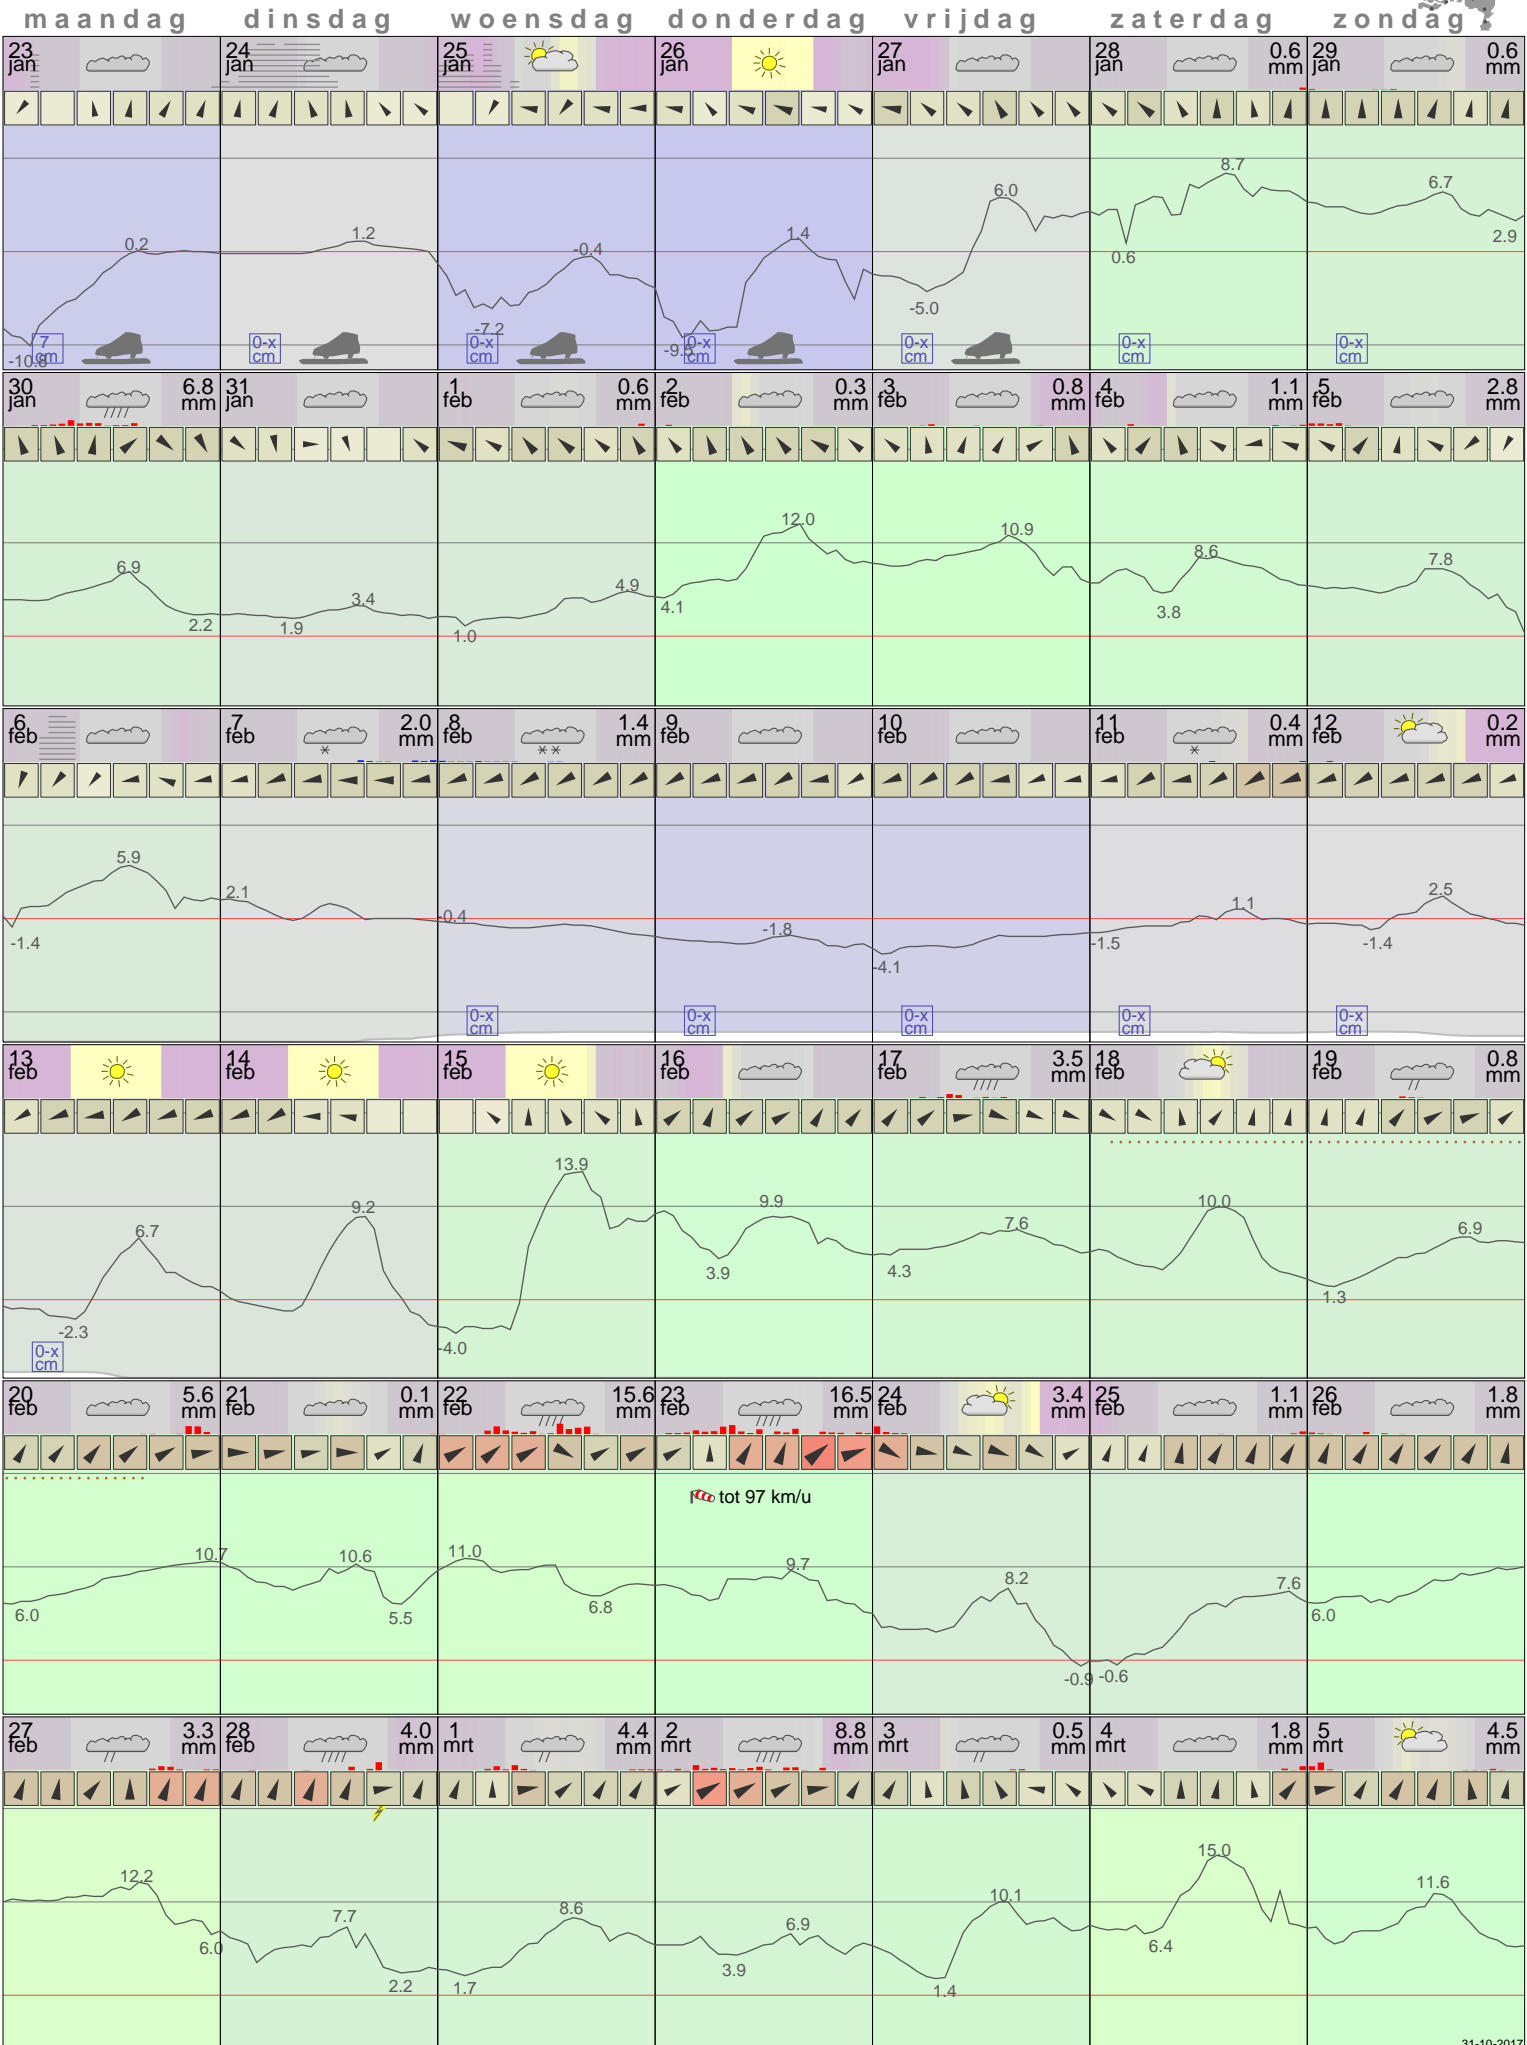 maandag dinsdag woensdag donderdag vrijdag zaterdag zondag
23 jan
24 jan
25 jan
26 jan
27 jan
28 jan 0.6 mm
29 jan 0.6 mm
0.2
-10.8
7 cm
1.2
0-x cm
-0.4
-7.2
0-x cm
1.4
-9.5
0-x cm
6.0
-5.0
0-x cm
8.7
0.6
0-x cm
6.7
2.9
0-x cm
30 jan 6.8 mm
31 jan
1 feb 0.6 mm
2 feb 0.3 mm
3 feb 0.8 mm
4 feb 1.1 mm
5 feb 2.8 mm
6.9
2.2
3.4
1.9
4.9
1.0
12.0
4.1
10.9
8.6
3.8
7.8
6 feb
7 feb 2.0 mm
8 feb 1.4 mm
9 feb
10 feb
11 feb 0.4 mm
12 feb 0.2 mm
5.9
-1.4
2.1
-0.4
0-x cm
-1.8
0-x cm
-4.1
0-x cm
1.1
-1.5
0-x cm
2.5
-1.4
0-x cm
13 feb
14 feb
15 feb
16 feb
17 feb 3.5 mm
18 feb
19 feb 0.8 mm
6.7
-2.3
0-x cm
9.2
13.9
-4.0
9.9
3.9
7.6
4.3
10.0
6.9
1.3
20 feb 5.6 mm
21 feb 0.1 mm
22 feb 15.6 mm
23 feb 16.5 mm
24 feb 3.4 mm
25 feb 1.1 mm
26 feb 1.8 mm
tot 97 km/u
10.7
6.0
10.6
5.5
11.0
6.8
9.7
8.2
-0.9
7.6
-0.6
6.0
27 feb 3.3 mm
28 feb 4.0 mm
1 mrt 4.4 mm
2 mrt 8.8 mm
3 mrt 0.5 mm
4 mrt 1.8 mm
5 mrt 4.5 mm
12.2
6.0
7.7
2.2
8.6
1.7
6.9
3.9
10.1
1.4
15.0
6.4
11.6
31-10-2017